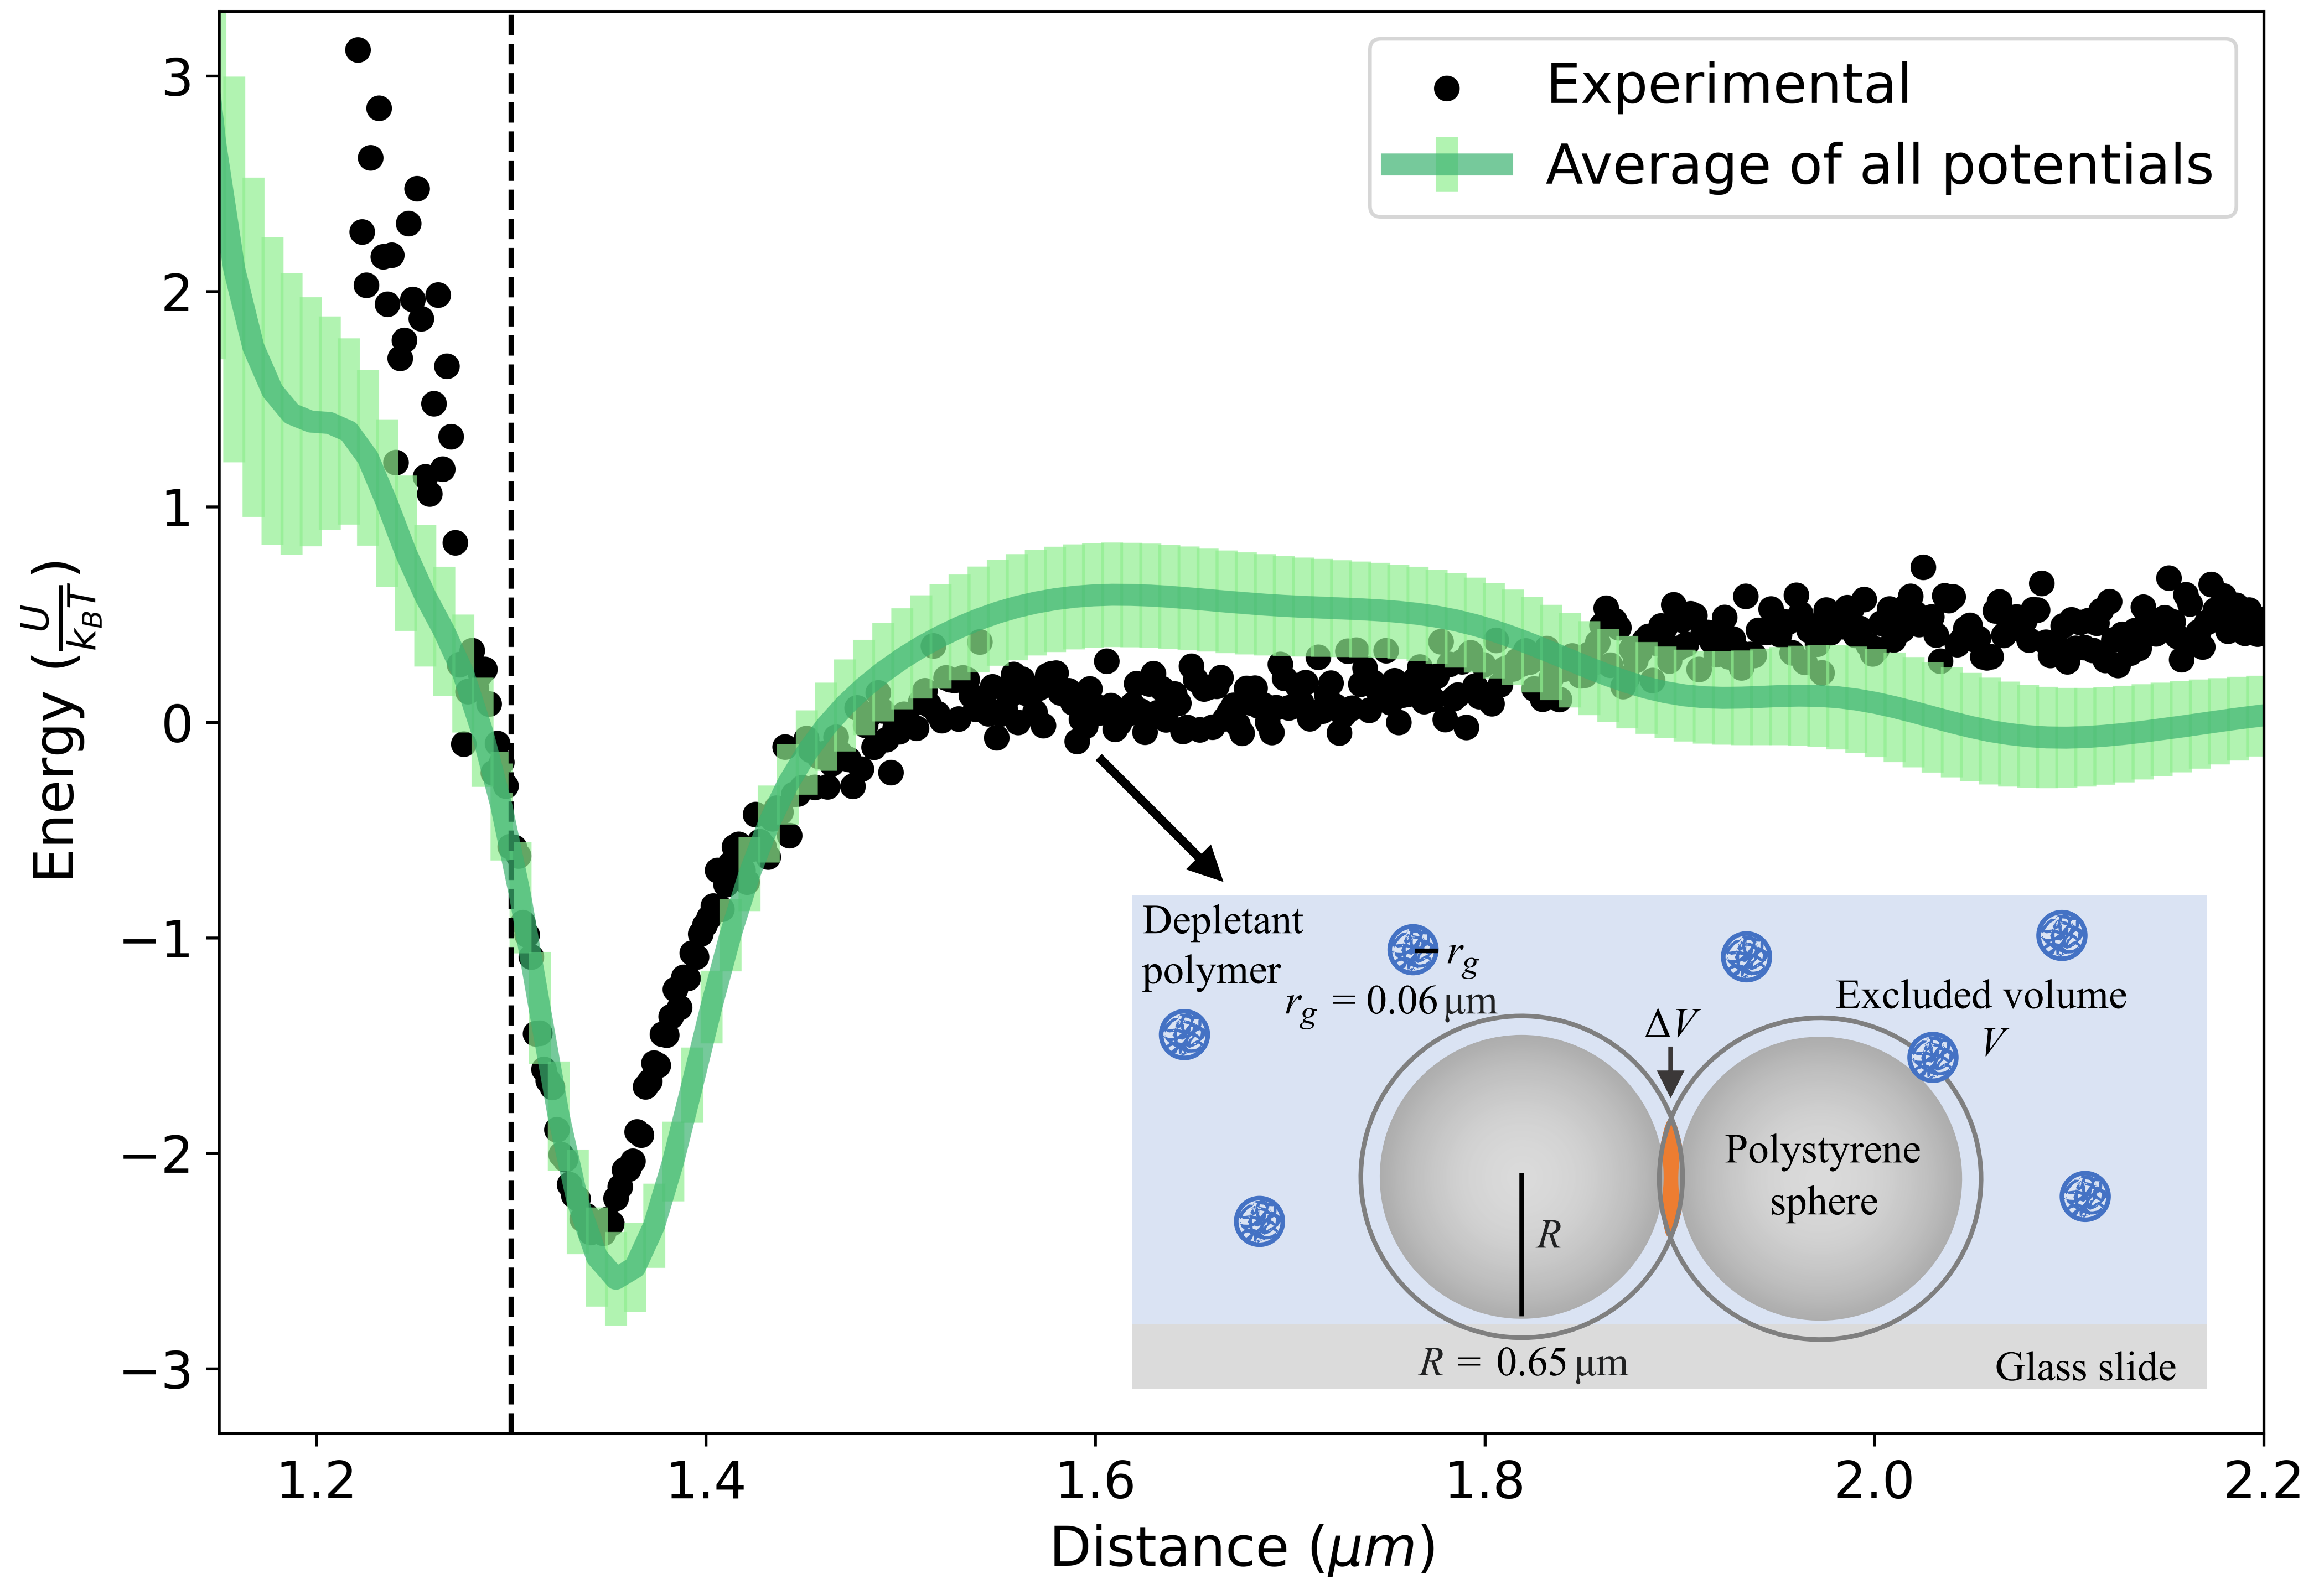 Experimental
Average of all potentials
3
2
1
0
−1
−2
−3
Energy (U/k_BT)
Depletant
polymer
r_g
r_g = 0.06 μm
Excluded volume
V
ΔV
Polystyrene
sphere
R
R = 0.65 μm
Glass slide
1.2 1.4 1.6 1.8 2.0 2.2
Distance (μm)